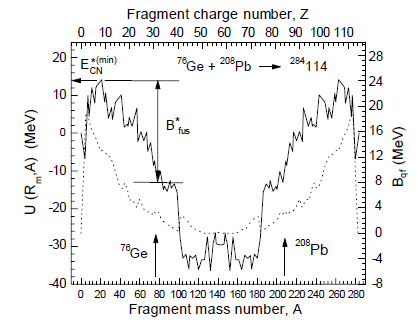 Fragment charge number, Z
0 10 20 30 40 50 60 70 80 90 100 110
E*(min)CN
76Ge + 208Pb → 284114
B*fus
76Ge
208Pb
U (Rm,A) (MeV)
20
10
0
-10
-20
-30
-40
Bqf (MeV)
28
24
20
16
12
8
4
0
-4
-8
0 20 40 60 80 100 120 140 160 180 200 220 240 260 280
Fragment mass number, A